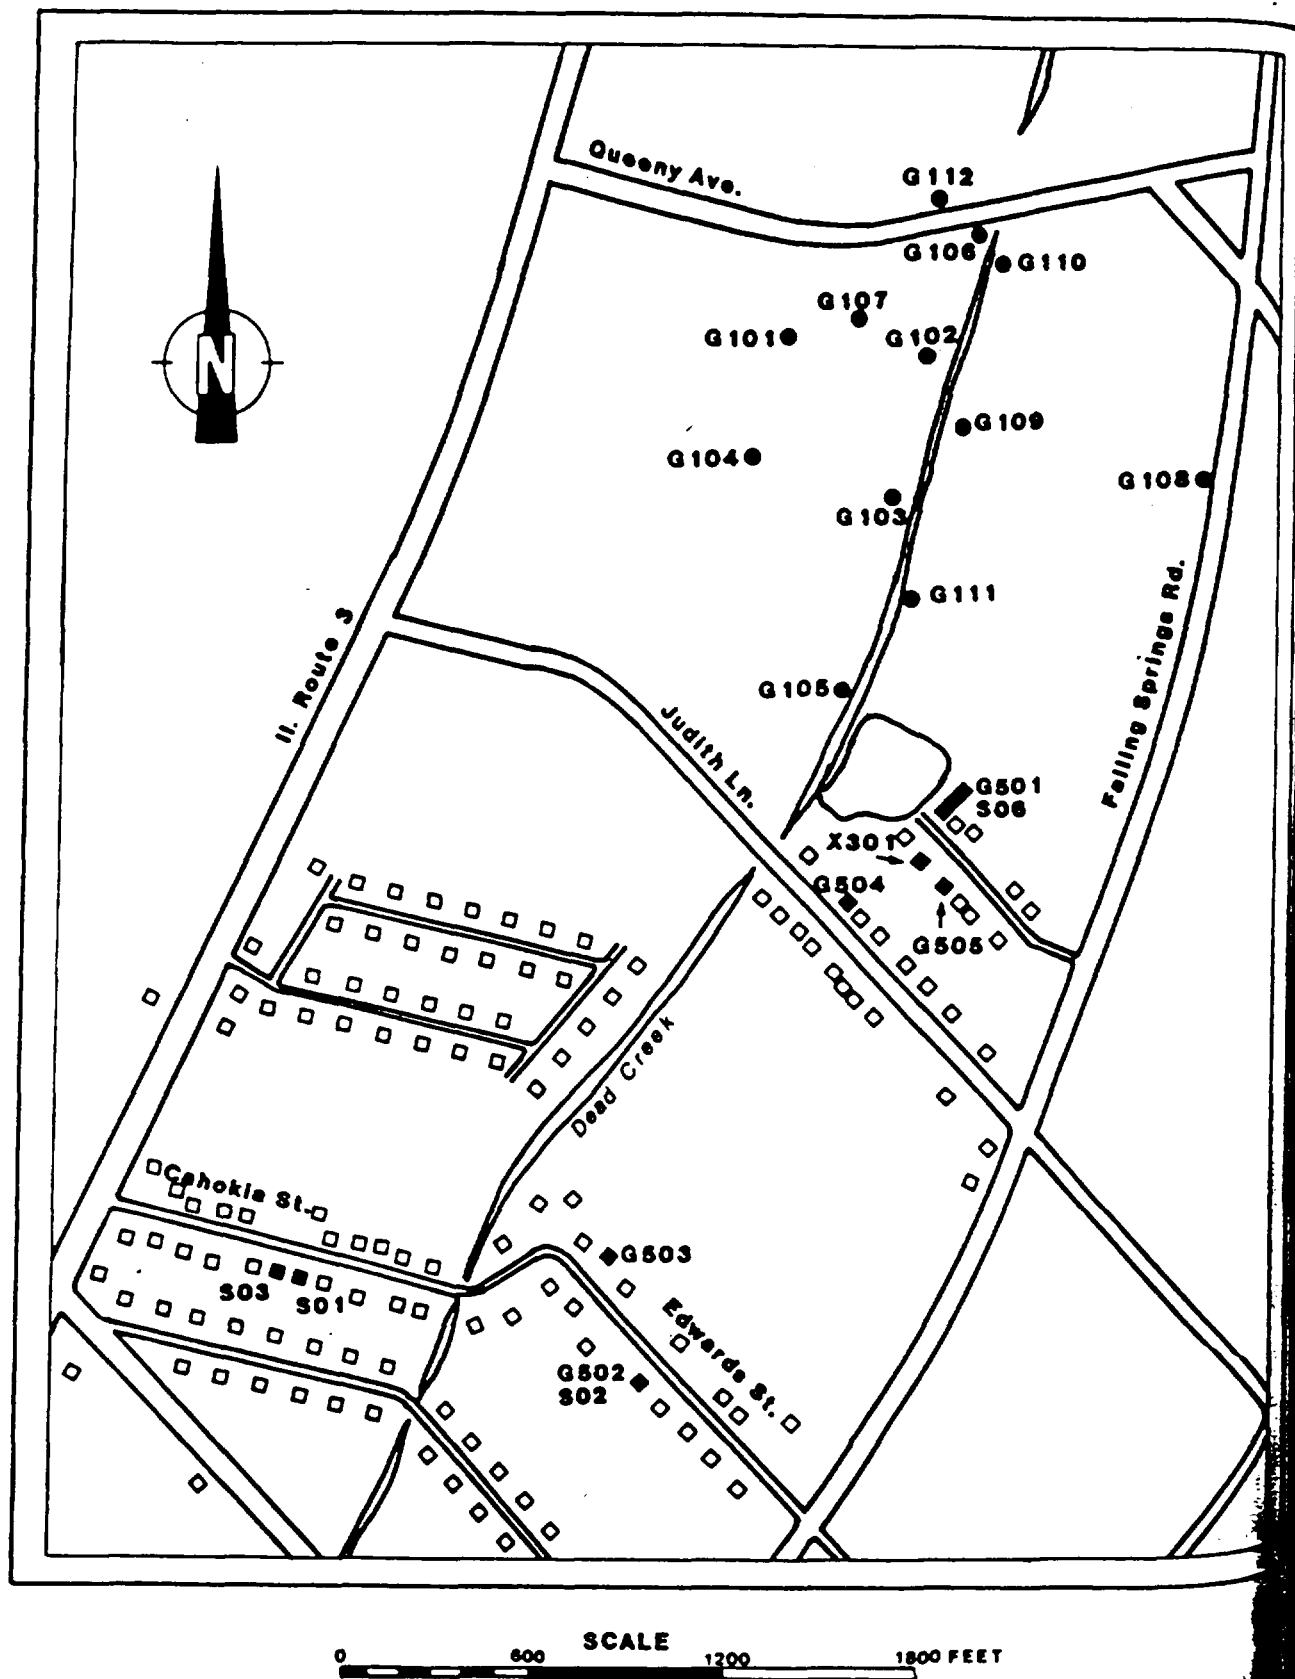 Queeny Ave.
G112
G106
G110
G107
G101
G102
N
G109
G104
G108
G103
G111
Il. Route 3
Falling Springs Rd.
G105
Judith Ln.
G501
S06
X301
G504
G505
Dead Creek
Cahokia St.
G503
S03
S01
Edwards St.
G502
S02
SCALE
0 600 1200 1800 FEET